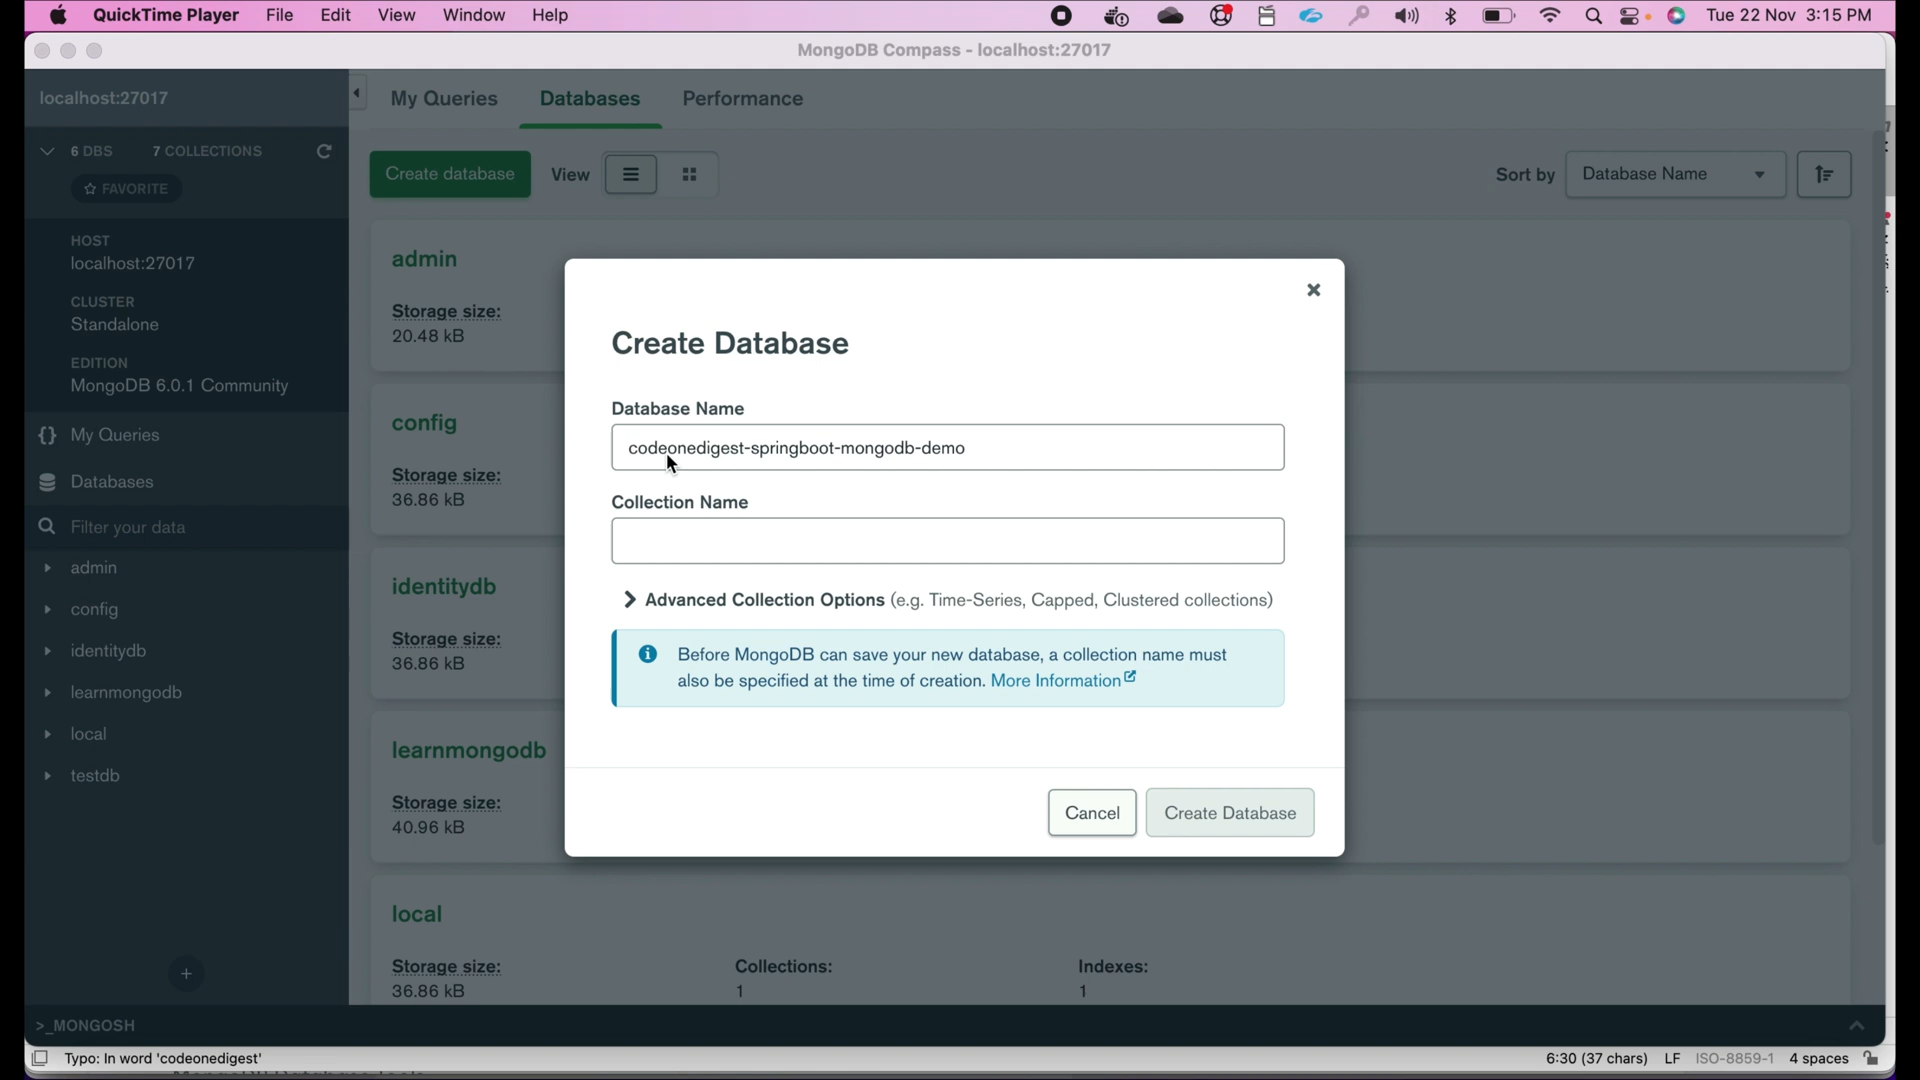 QuickTime Player File Edit View Window Help Tue 22 Nov 3:15 PM
MongoDB Compass - localhost:27017
localhost:27017
My Queries Databases Performance
6 DBS 7 COLLECTIONS
FAVORITE
Create database View Sort by Database Name
HOST
localhost:27017
CLUSTER
Standalone
EDITION
MongoDB 6.0.1 Community
{} My Queries
Databases
Filter your data
admin
config
identitydb
learnmongodb
local
testdb
admin
Storage size:
20.48 kB
config
Storage size:
36.86 kB
identitydb
Storage size:
36.86 kB
learnmongodb
Storage size:
40.96 kB
local
Storage size: Collections: Indexes:
36.86 kB 1 1
Create Database
Database Name
codeonedigest-springboot-mongodb-demo
Collection Name
Advanced Collection Options (e.g. Time-Series, Capped, Clustered collections)
Before MongoDB can save your new database, a collection name must
also be specified at the time of creation. More Information
Cancel Create Database
>_MONGOSH
Typo: In word 'codeonedigest' 6:30 (37 chars) LF ISO-8859-1 4 spaces